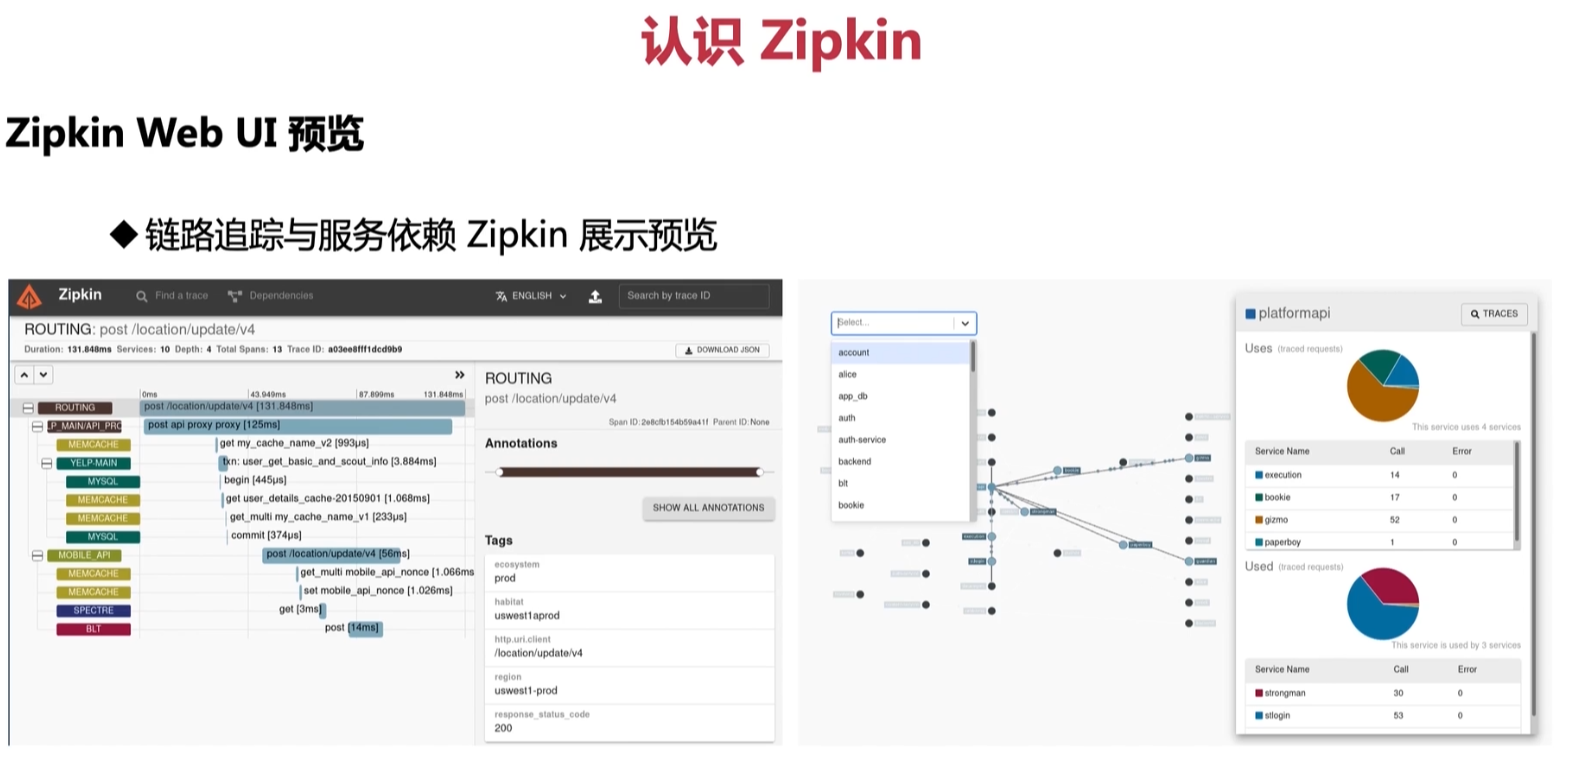 认识 Zipkin
Zipkin Web UI 预览
◆链路追踪与服务依赖 Zipkin 展示预览
Zipkin Find a trace Dependencies ENGLISH Search by trace ID
ROUTING: post /location/update/v4
Duration: 131.848ms Services: 10 Depth: 4 Total Spans: 13 Trace ID: a03ee8fff1dcd9b9 DOWNLOAD JSON
0ms 43.949ms 87.899ms 131.848ms
ROUTING post /location/update/v4 [131.848ms]
P_MAIN/API_PRO post api proxy proxy [125ms]
MEMCACHE get my_cache_name_v2 [993μs]
YELP-MAIN txn: user_get_basic_and_scout_info [3.884ms]
MYSQL begin [445μs]
MEMCACHE get user_details_cache-20150901 [1.068ms]
MEMCACHE get_multi my_cache_name_v1 [233μs]
MYSQL commit [374μs]
MOBILE_API post /location/update/v4 [56ms]
MEMCACHE get_multi mobile_api_nonce [1.066ms
MEMCACHE set mobile_api_nonce [1.026ms]
SPECTRE get [3ms]
BLT post [14ms]
ROUTING
post /location/update/v4
Span ID: 2e8cfb154b59a41f Parent ID: None
Annotations
SHOW ALL ANNOTATIONS
Tags
ecosystem
prod
habitat
uswest1aprod
http.uri.client
/location/update/v4
region
uswest1-prod
response_status_code
200
Select...
account
alice
app_db
auth
auth-service
backend
blt
bookie
platformapi TRACES
Uses (traced requests)
This service uses 4 services
Service Name Call Error
execution 14 0
bookie 17 0
gizmo 52 0
paperboy 1 0
Used (traced requests)
This service is used by 3 services
Service Name Call Error
strongman 30 0
stlogin 53 0